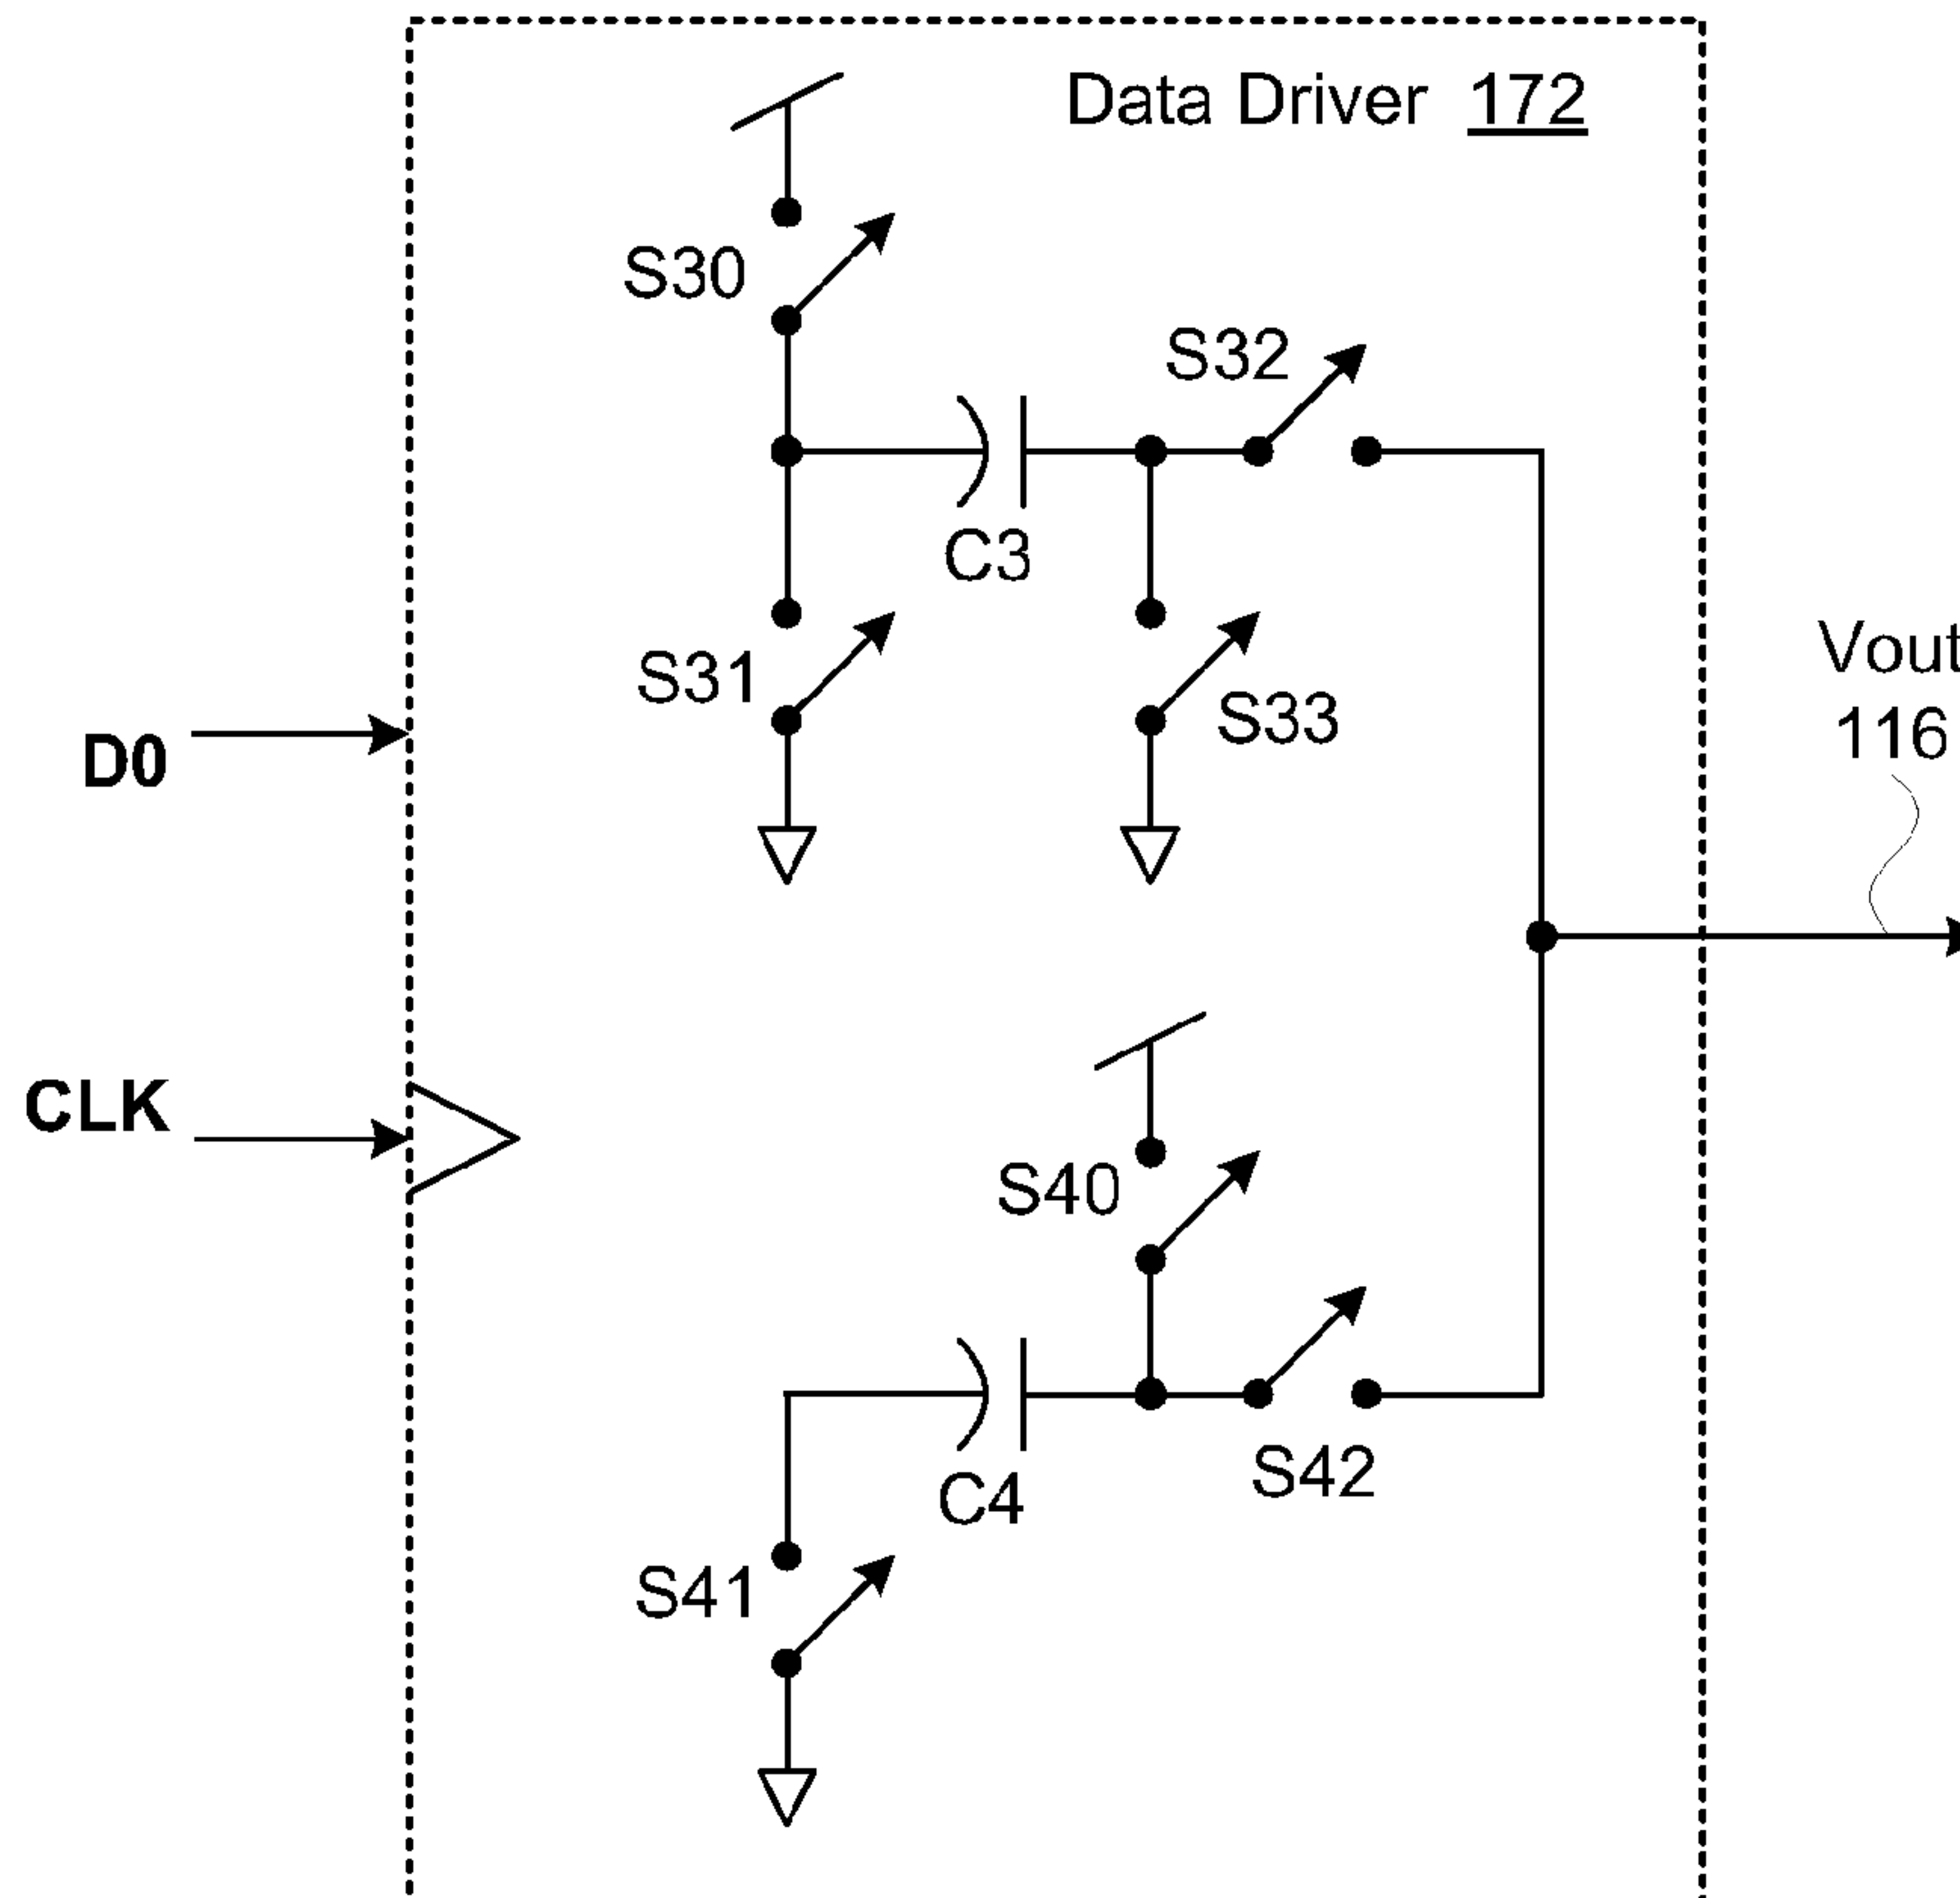 Data Driver 172
S30
S32
C3
S31
S33
Vout
116
D0
CLK
S40
C4
S42
S41